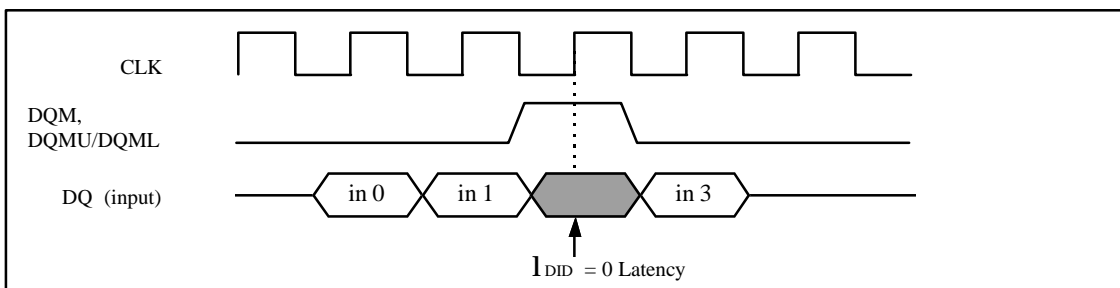 CLK
DQM,
DQMU/DQML
DQ (input)
in 0
in 1
in 3
lDID = 0 Latency